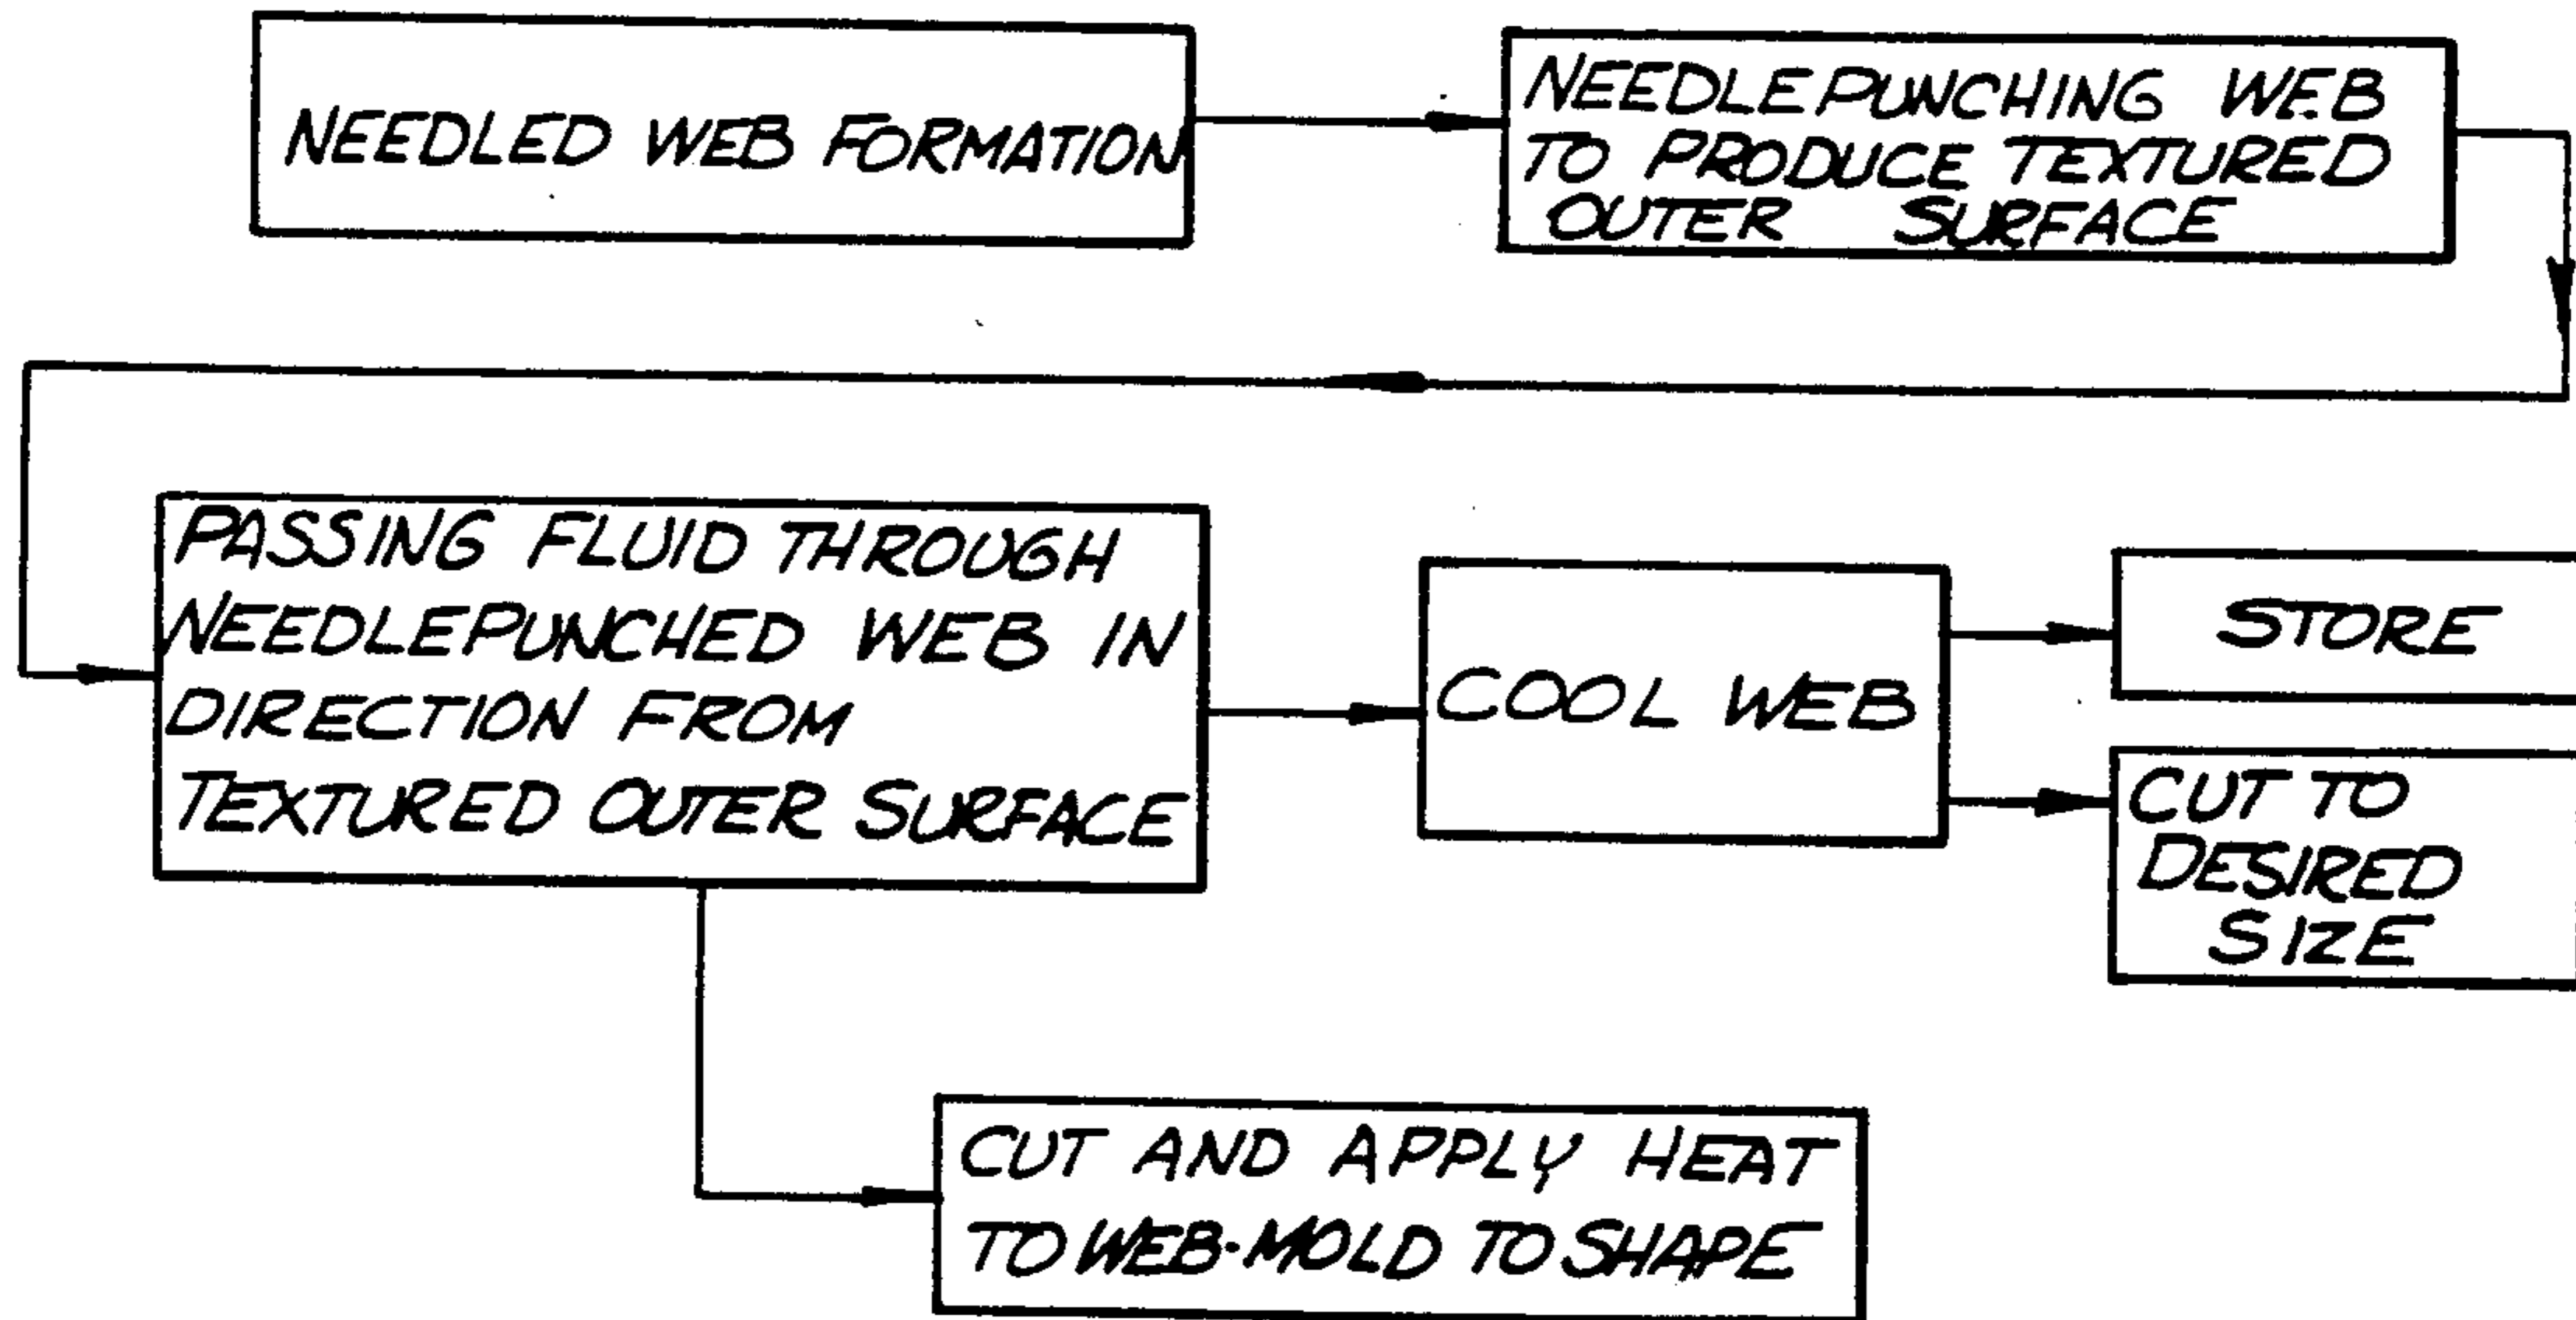 NEEDLED WEB FORMATION
NEEDLEPUNCHING WEB
TO PRODUCE TEXTURED
OUTER SURFACE
PASSING FLUID THROUGH
NEEDLEPUNCHED WEB IN
DIRECTION FROM
TEXTURED OUTER SURFACE
COOL WEB
STORE
CUT TO
DESIRED
SIZE
CUT AND APPLY HEAT
TO WEB-MOLD TO SHAPE